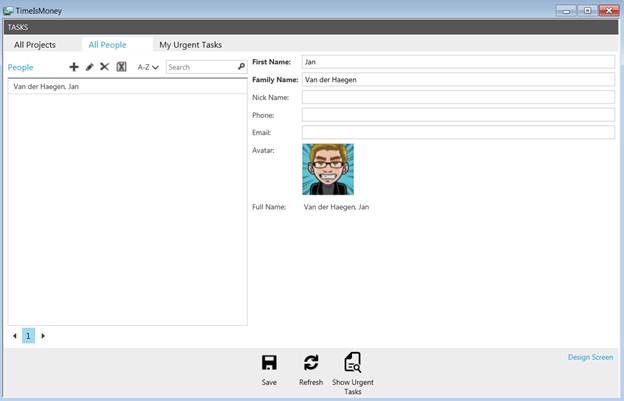 TimeIsMoney
TASKS
All Projects All People My Urgent Tasks
People A-Z Search
Van der Haegen, Jan
First Name: Jan
Family Name: Van der Haegen
Nick Name:
Phone:
Email:
Avatar:
Full Name: Van der Haegen, Jan
1
Save Refresh Show Urgent
Tasks
Design Screen